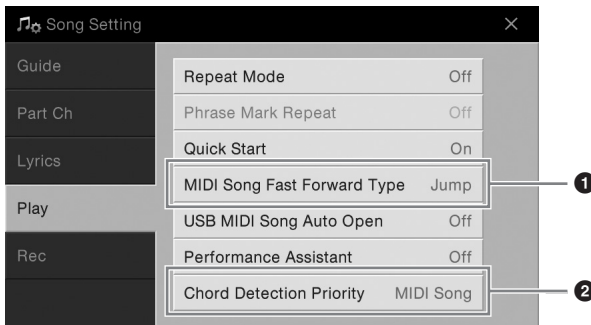 Song Setting
Guide
Part Ch
Lyrics
Play
Rec
Repeat Mode Off
Phrase Mark Repeat Off
Quick Start On
MIDI Song Fast Forward Type Jump
USB MIDI Song Auto Open Off
Performance Assistant Off
Chord Detection Priority MIDI Song
1
2